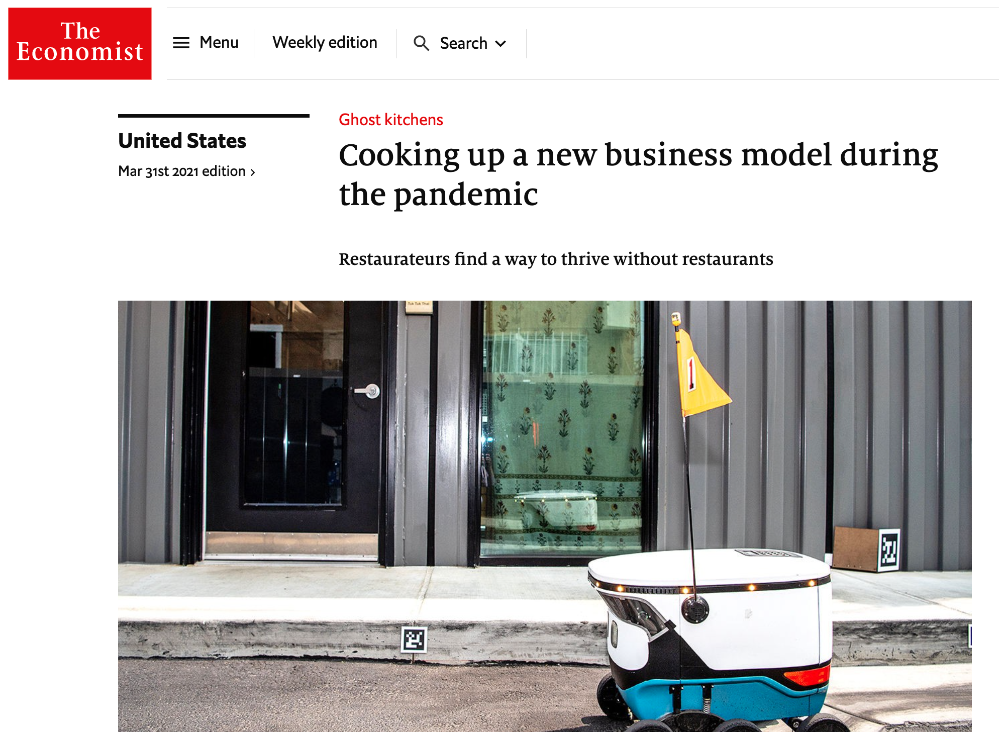 The
Economist
Menu
Weekly edition
Search
United States
Mar 31st 2021 edition ›
Ghost kitchens
Cooking up a new business model during
the pandemic
Restaurateurs find a way to thrive without restaurants
Tuk Tuk Thai
1